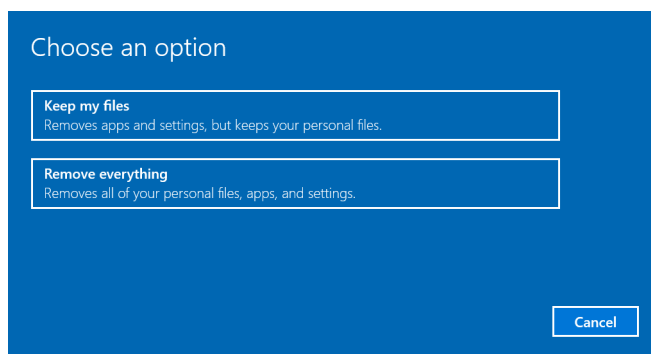 Choose an option
Keep my files
Removes apps and settings, but keeps your personal files.
Remove everything
Removes all of your personal files, apps, and settings.
Cancel